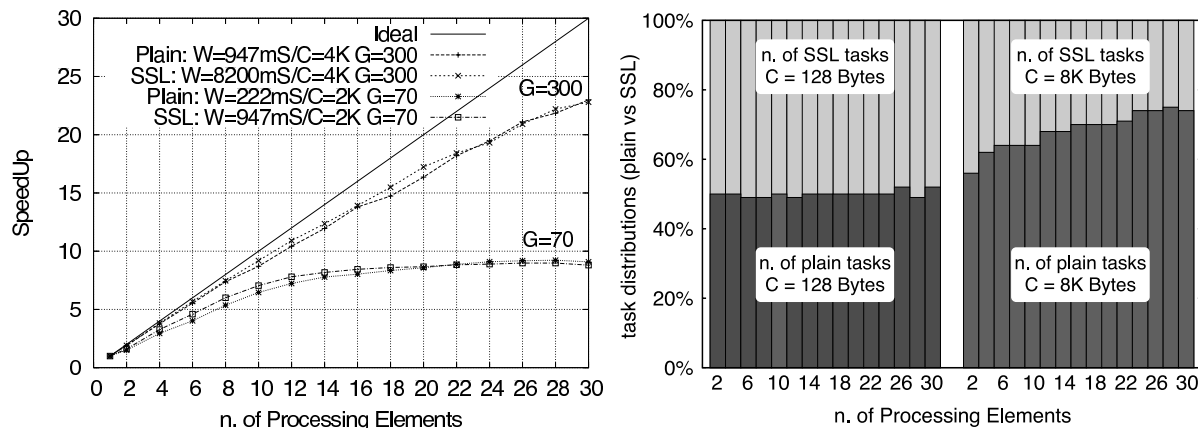 Ideal
Plain: W=947mS/C=4K G=300
SSL: W=8200mS/C=4K G=300
Plain: W=222mS/C=2K G=70
SSL: W=947mS/C=2K G=70
G=300
G=70
SpeedUp
30
25
20
15
10
5
0
0 2 4 6 8 10 12 14 16 18 20 22 24 26 28 30
n. of Processing Elements
task distributions (plain vs SSL)
100%
80%
60%
40%
20%
0%
n. of SSL tasks
C = 128 Bytes
n. of SSL tasks
C = 8K Bytes
n. of plain tasks
C = 128 Bytes
n. of plain tasks
C = 8K Bytes
2 6 10 14 18 22 26 30 2 6 10 14 18 22 26 30
n. of Processing Elements